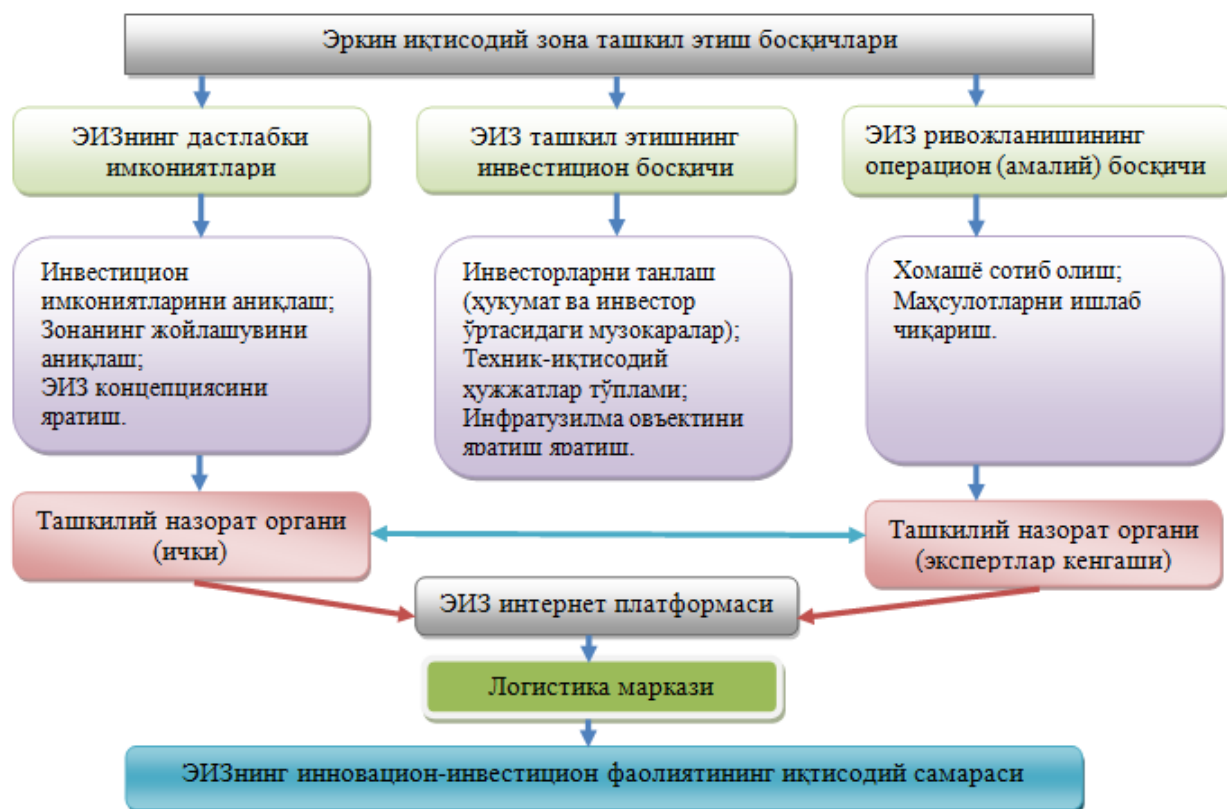 Эркин иқтисодий зона ташкил этиш босқичлари
ЭИЗнинг дастлабки
имкониятлари
ЭИЗ ташкил этишнинг
инвестицион босқичи
ЭИЗ ривожланишининг
операцион (амалий) босқичи
Инвестицион
имкониятларини аниқлаш;
Зонанинг жойлашувини
аниқлаш;
ЭИЗ концепциясини
яратиш.
Инвесторларни танлаш
(ҳукумат ва инвестор
ўртасидаги музокаралар);
Техник-иқтисодий
ҳужжатлар тўплами;
Инфратузилма овъектини
яратиш яратиш.
Хомашё сотиб олиш;
Маҳсулотларни ишлаб
чиқариш.
Ташкилий назорат органи
(ички)
Ташкилий назорат органи
(экспертлар кенгаши)
ЭИЗ интернет платформаси
Логистика маркази
ЭИЗнинг инновацион-инвестицион фаолиятининг иқтисодий самараси